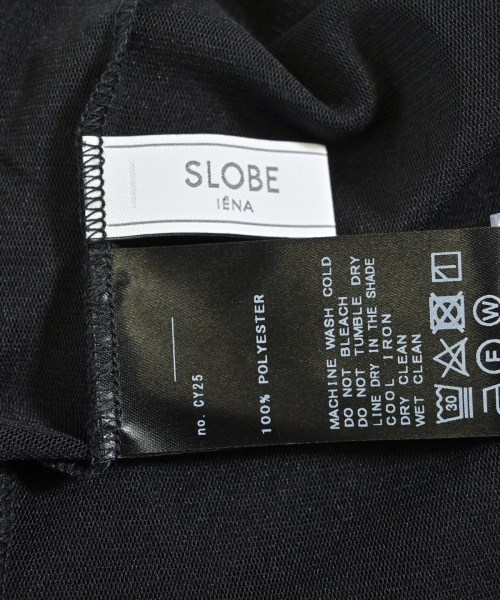 SLOBE
IÉNA
no. CY25
100% POLYESTER
MACHINE WASH COLD
DO NOT BLEACH
DO NOT TUMBLE DRY
LINE DRY IN THE SHADE
COOL IRON
DRY CLEAN
WET CLEAN
30
F
W